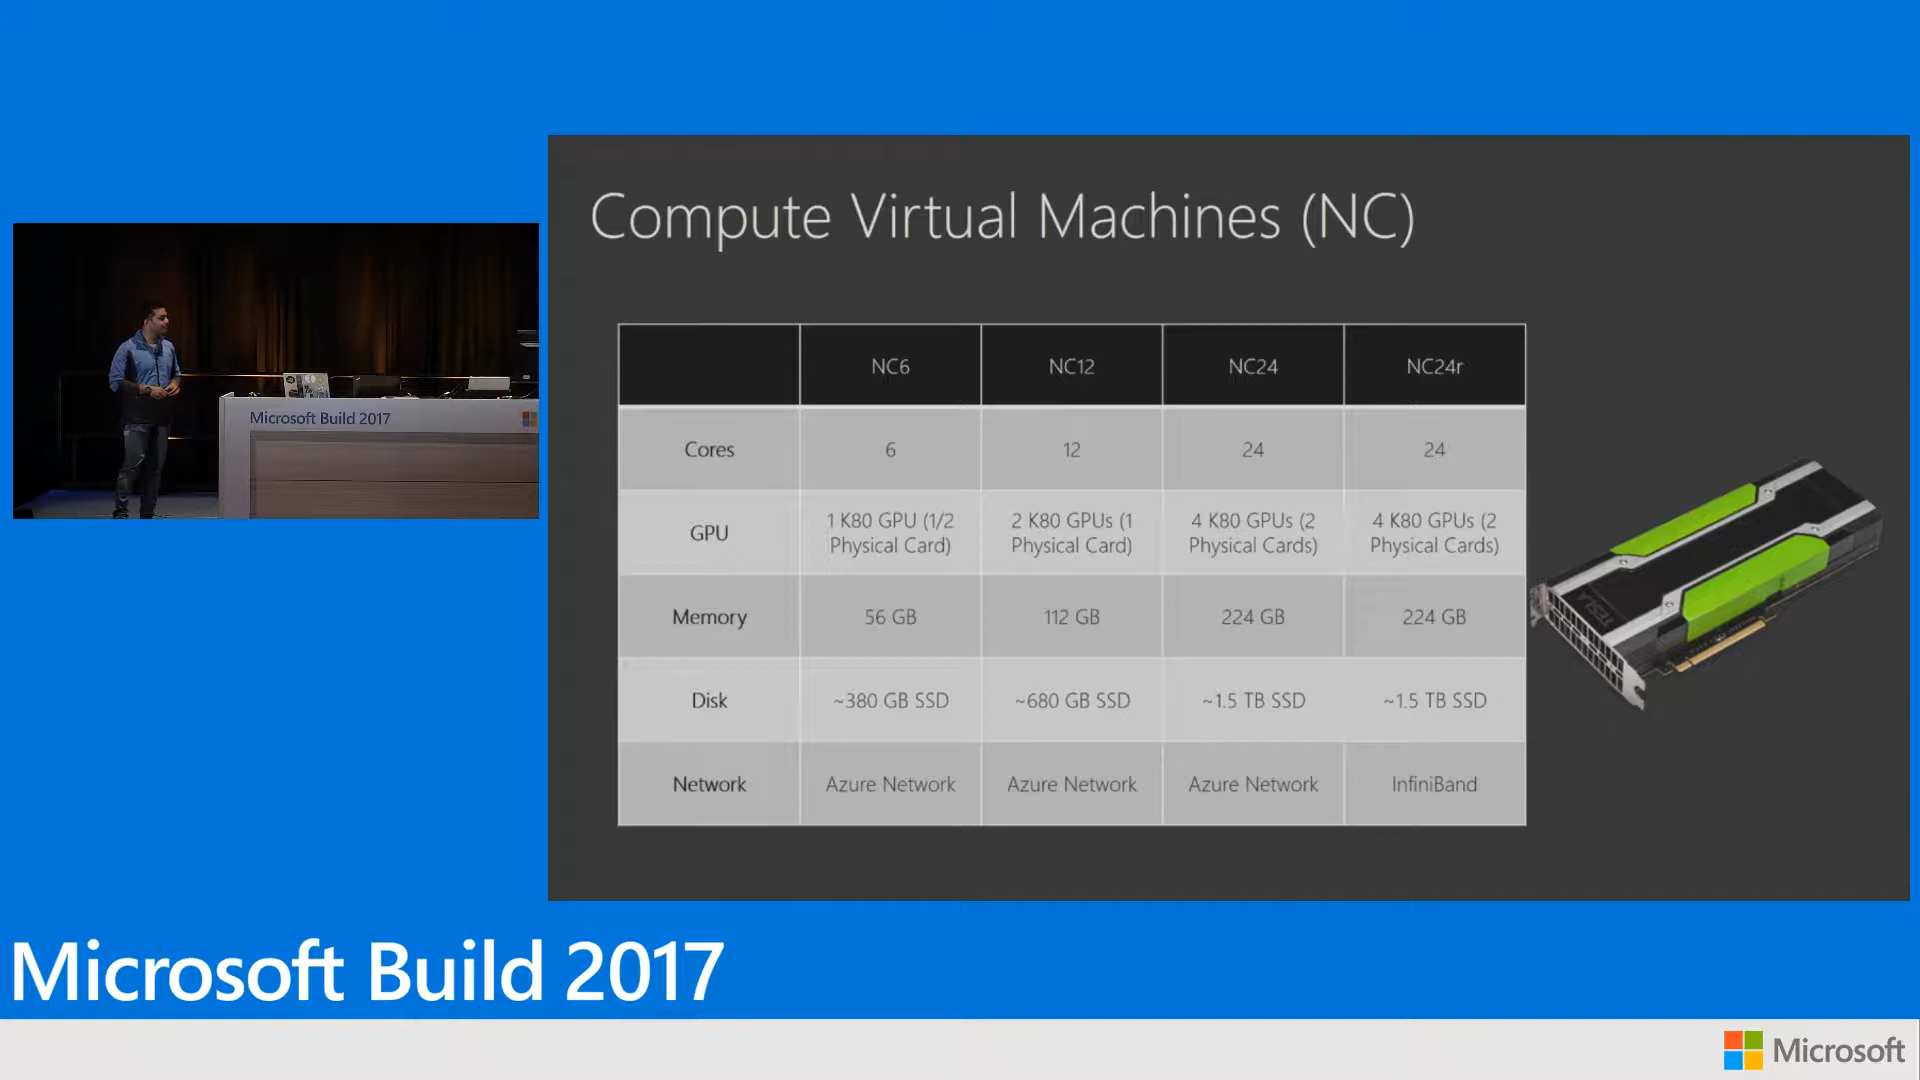 Compute Virtual Machines (NC)
NC6 NC12 NC24 NC24r
Cores 6 12 24 24
GPU 1 K80 GPU (1/2 Physical Card) 2 K80 GPUs (1 Physical Card) 4 K80 GPUs (2 Physical Cards) 4 K80 GPUs (2 Physical Cards)
Memory 56 GB 112 GB 224 GB 224 GB
Disk ~380 GB SSD ~680 GB SSD ~1.5 TB SSD ~1.5 TB SSD
Network Azure Network Azure Network Azure Network InfiniBand
TESLA
Microsoft Build 2017
Microsoft Build 2017
Microsoft